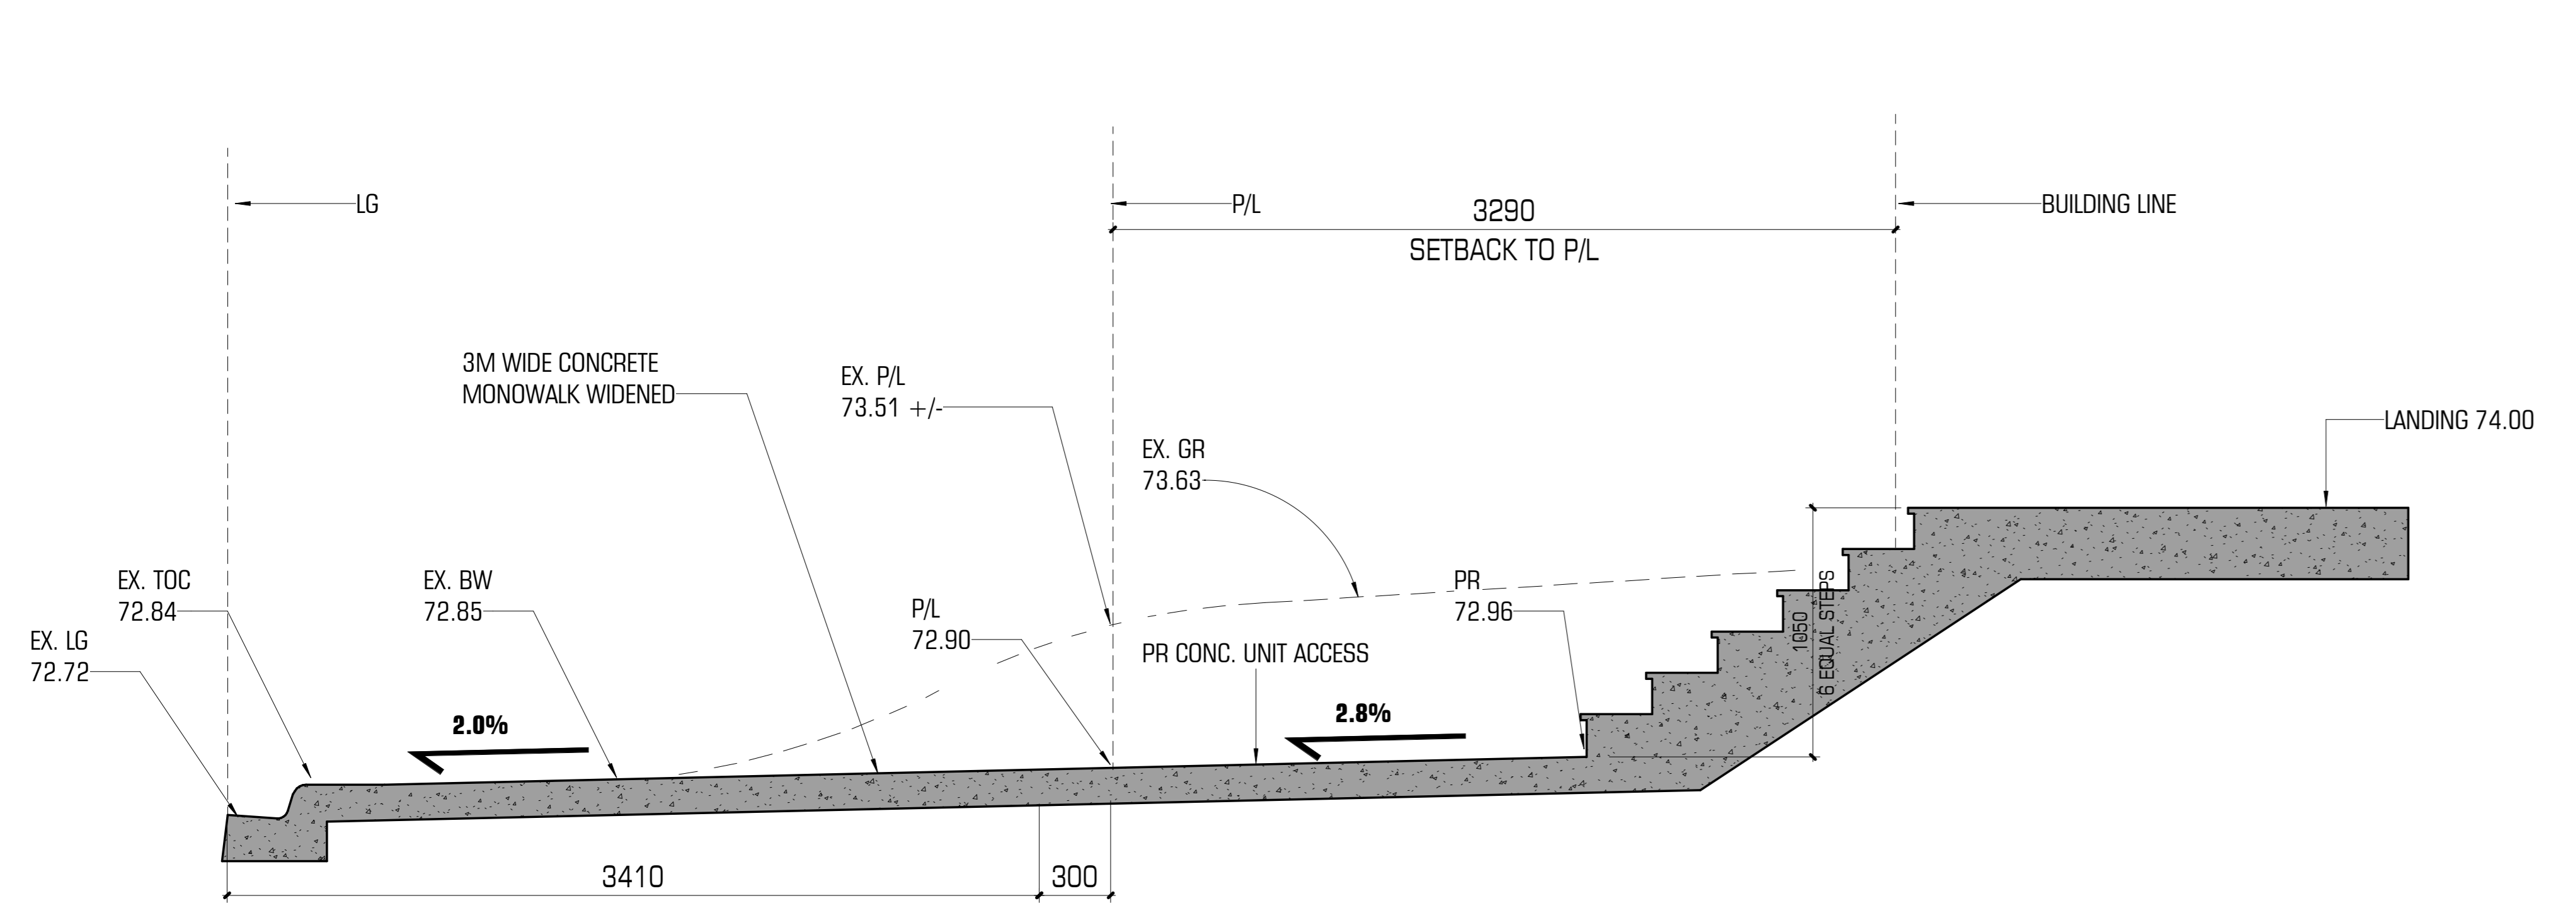 LG
P/L
3290
SETBACK TO P/L
BUILDING LINE
3M WIDE CONCRETE
MONOWALK WIDENED
EX. P/L
73.51 +/-
LANDING 74.00
EX. GR
73.63
EX. TOC
72.84
EX. BW
72.85
P/L
72.90
PR
72.96
EX. LG
72.72
PR CONC. UNIT ACCESS
1050
6 EQUAL STEPS
2.0%
2.8%
3410
300